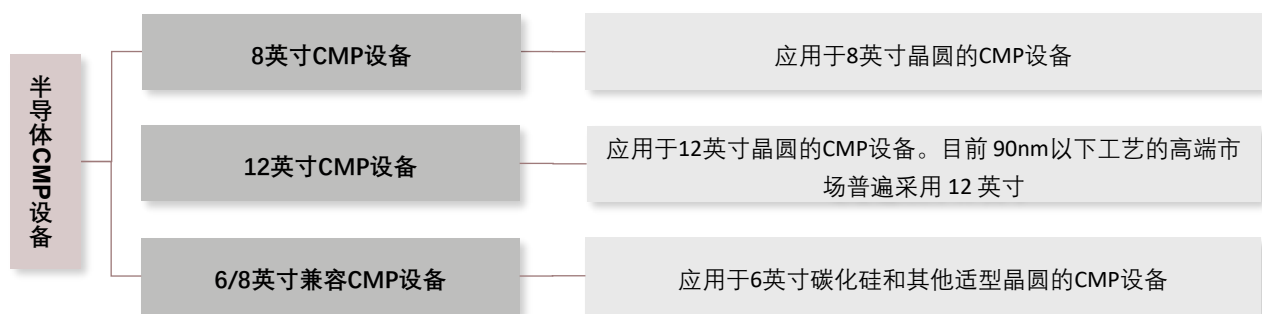 半导体CMP设备
8英寸CMP设备
应用于8英寸晶圆的CMP设备
12英寸CMP设备
应用于12英寸晶圆的CMP设备。目前 90nm以下工艺的高端市
场普遍采用 12 英寸
6/8英寸兼容CMP设备
应用于6英寸碳化硅和其他适型晶圆的CMP设备